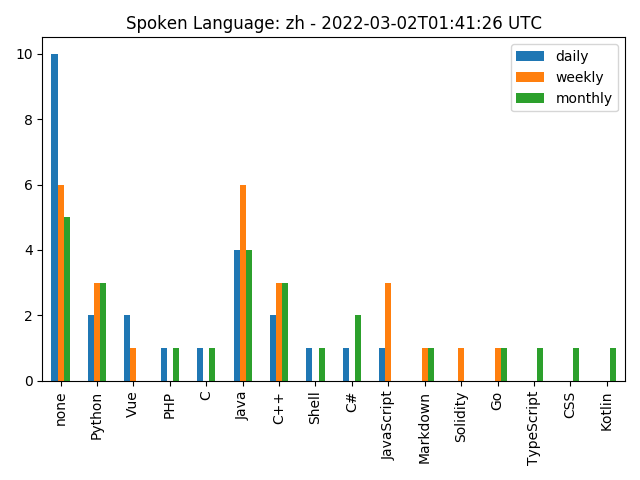 Spoken Language: zh - 2022-03-02T01:41:26 UTC
daily
weekly
monthly
10
8
6
4
2
0
none
Python
Vue
PHP
C
Java
C++
Shell
C#
JavaScript
Markdown
Solidity
Go
TypeScript
CSS
Kotlin